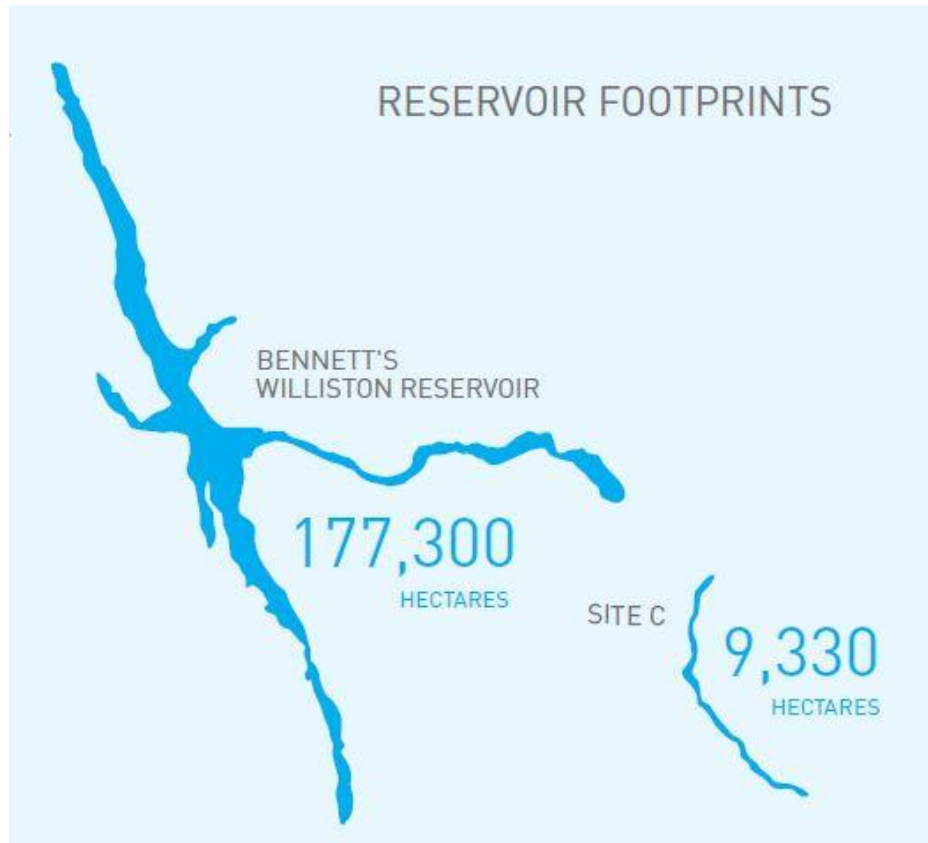 RESERVOIR FOOTPRINTS
BENNETT'S
WILLISTON RESERVOIR
177,300
HECTARES
SITE C
9,330
HECTARES